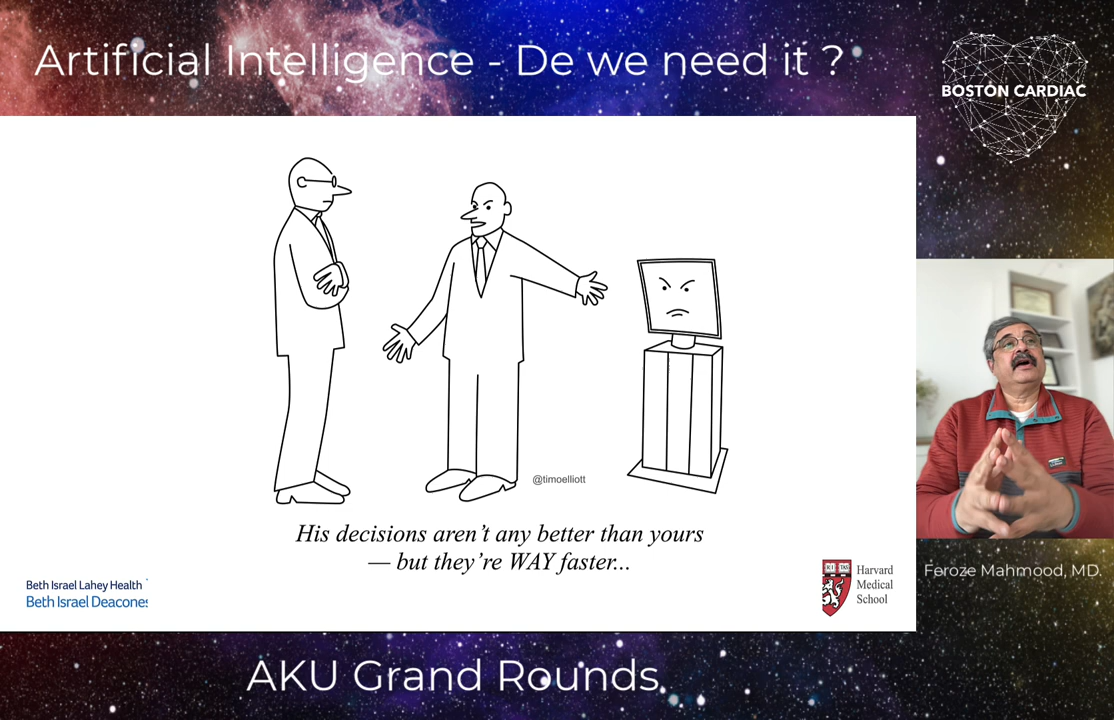 Artificial Intelligence - De we need it ?
BOSTON CARDIAC
@timoelliott
His decisions aren’t any better than yours
— but they’re WAY faster...
Beth Israel Lahey Health
Beth Israel Deacones
Harvard
Medical
School
Feroze Mahmood, MD.
AKU Grand Rounds